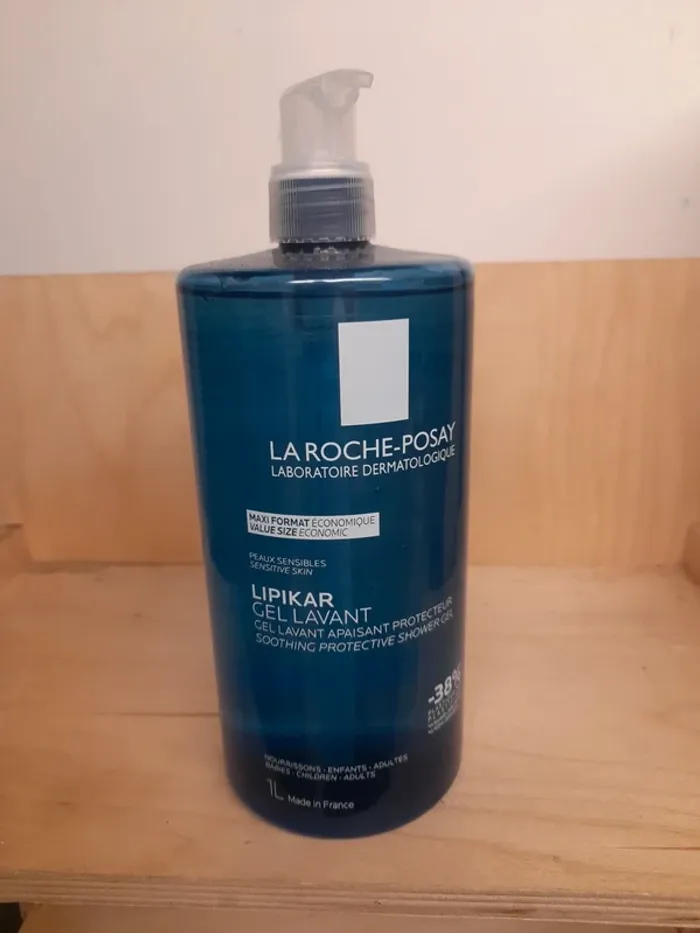 LA ROCHE-POSAY
LABORATOIRE DERMATOLOGIQUE
MAXI FORMAT ÉCONOMIQUE
VALUE SIZE ECONOMIC
PEAUX SENSIBLES
SENSITIVE SKIN
LIPIKAR
GEL LAVANT
GEL LAVANT APAISANT PROTECTEUR
SOOTHING PROTECTIVE SHOWER GEL
-38%
NOURRISSONS - ENFANTS - ADULTES
BABIES - CHILDREN - ADULTS
1L Made in France